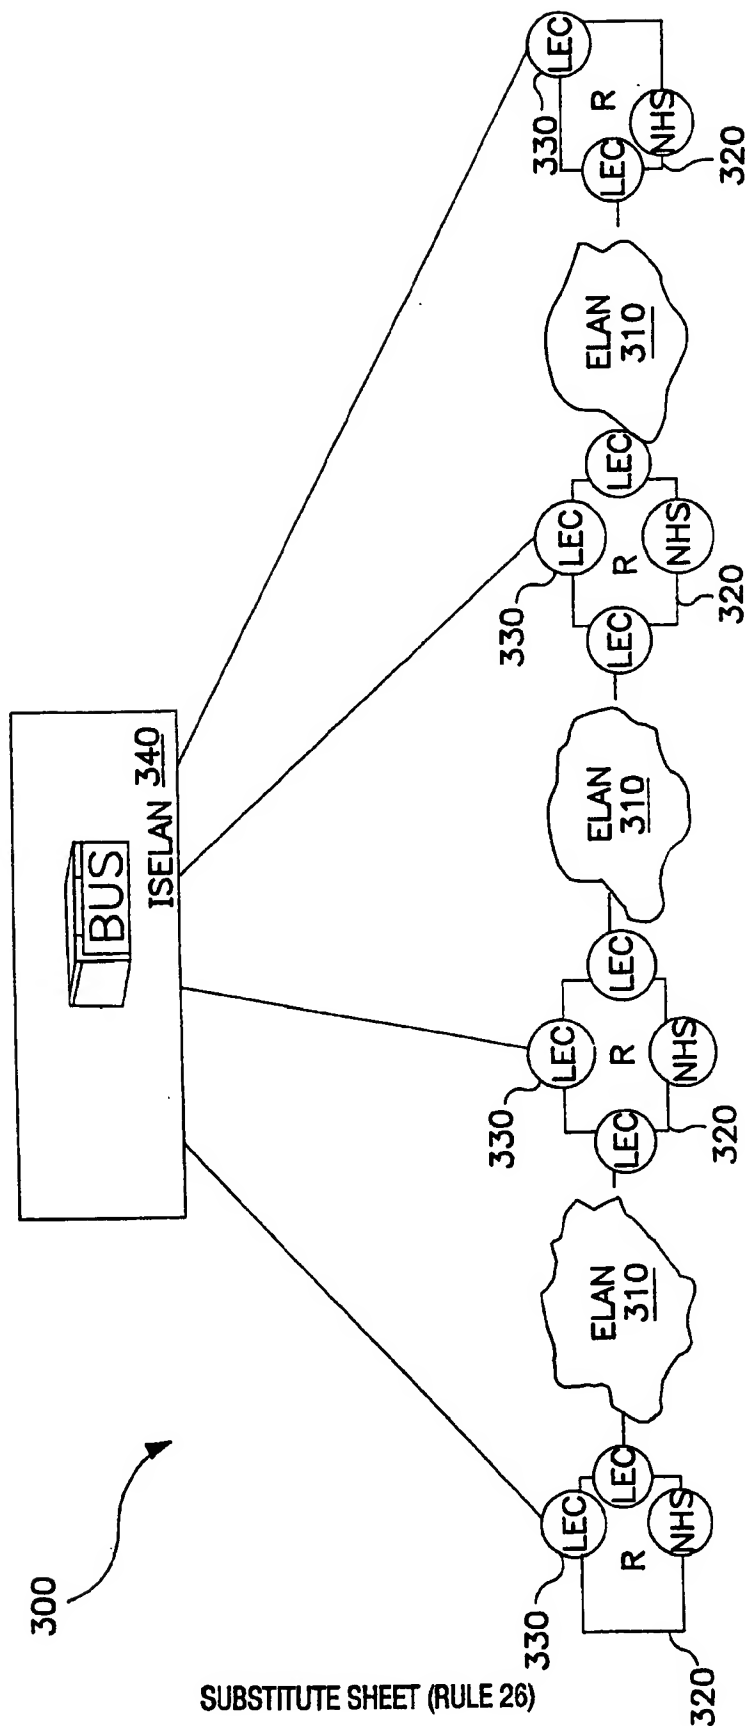 300
BUS
ISELAN 340
330
LEC
LEC
R
NHS
320
ELAN
310
330
LEC
LEC
LEC
R
NHS
320
ELAN
310
330
LEC
LEC
LEC
R
NHS
320
ELAN
310
330
LEC
LEC
R
NHS
320
SUBSTITUTE SHEET (RULE 26)